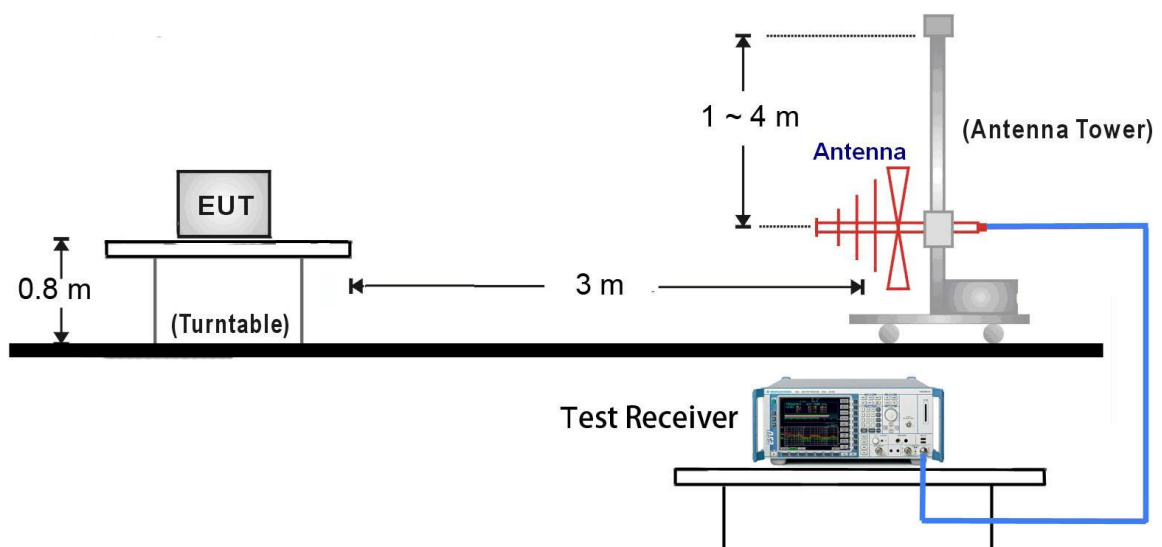 1 ~ 4 m
(Antenna Tower)
Antenna
EUT
0.8 m
3 m
(Turntable)
Test Receiver